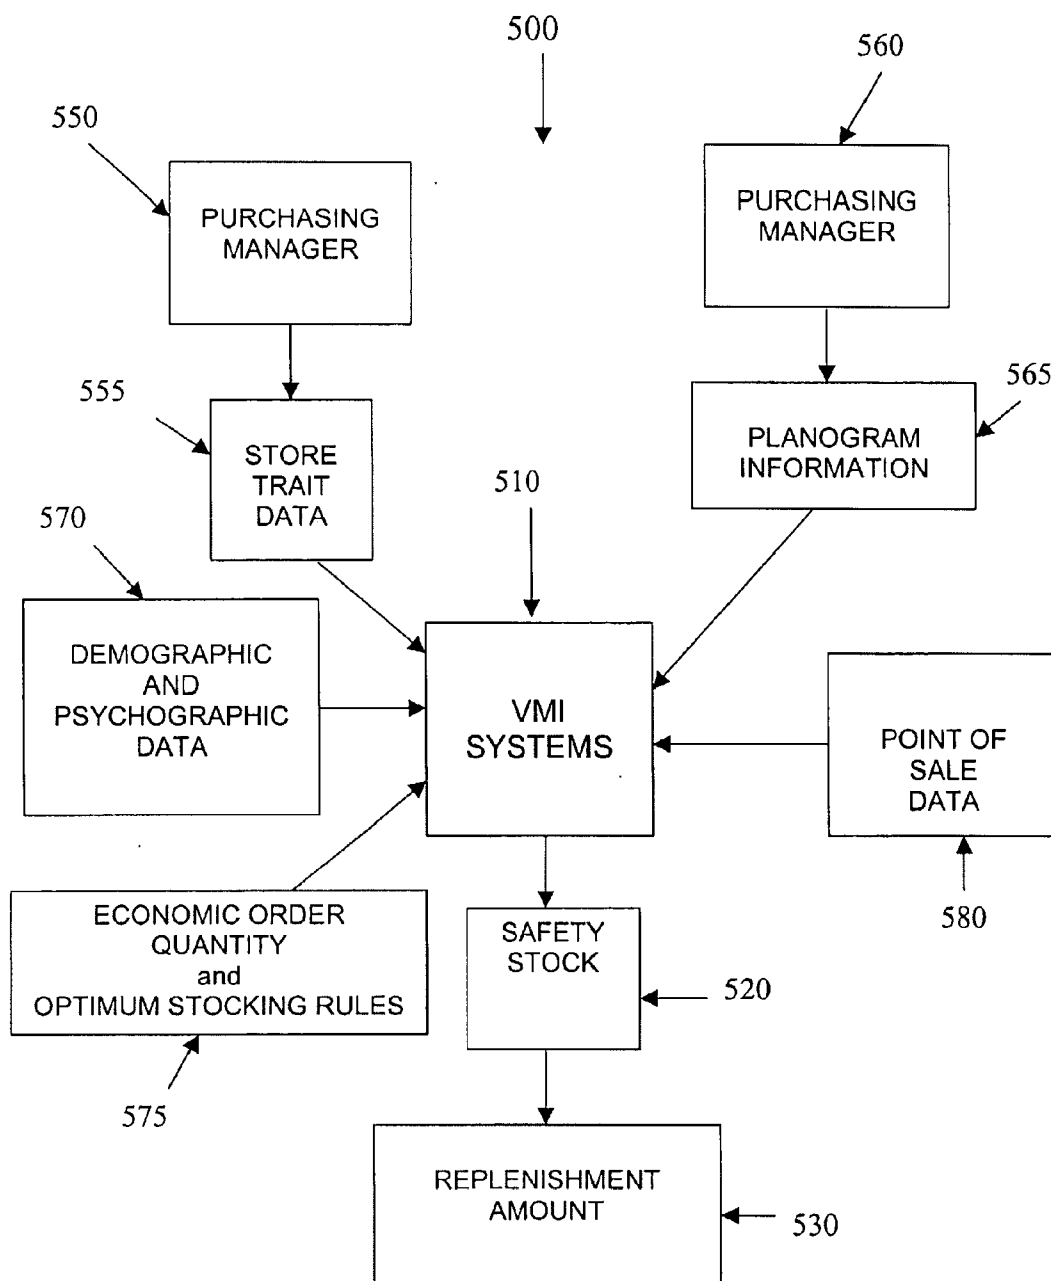 500
560
550
PURCHASING
MANAGER
PURCHASING
MANAGER
555
565
STORE
TRAIT
DATA
PLANOGRAM
INFORMATION
510
570
DEMOGRAPHIC
AND
PSYCHOGRAPHIC
DATA
VMI
SYSTEMS
POINT OF
SALE
DATA
ECONOMIC ORDER
QUANTITY
and
OPTIMUM STOCKING RULES
SAFETY
STOCK
580
520
575
REPLENISHMENT
AMOUNT
530